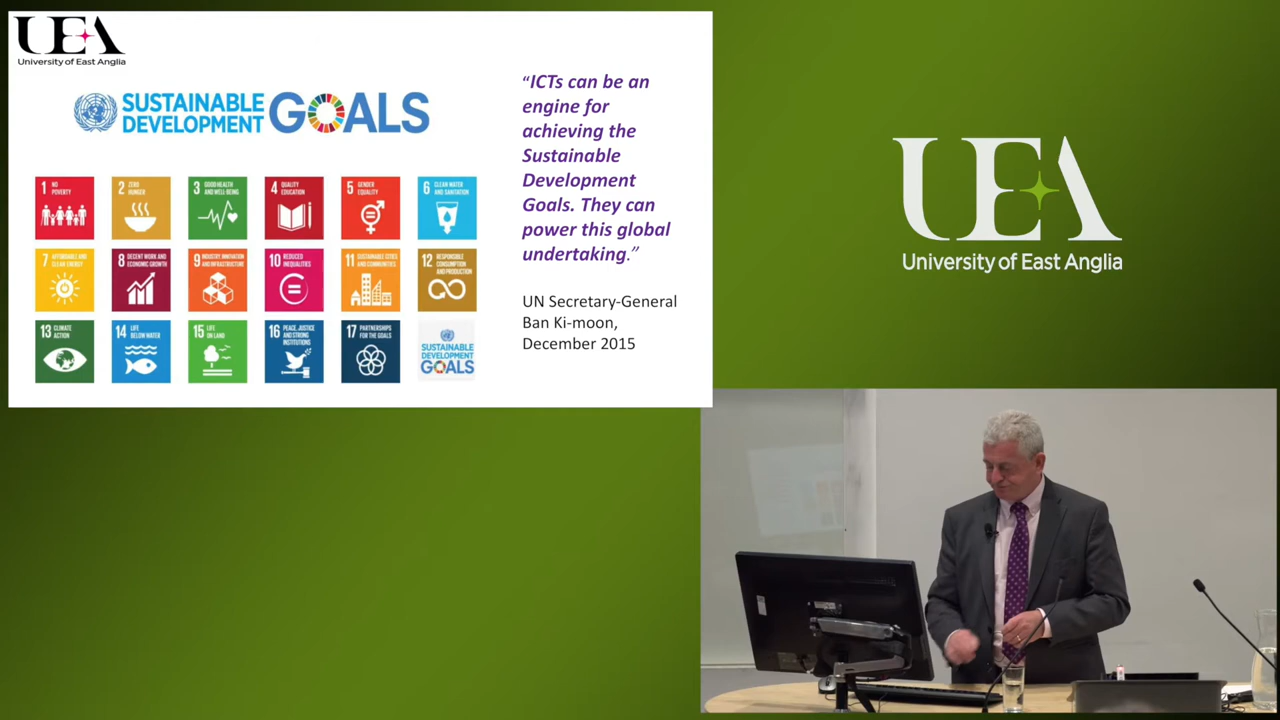 UEA
University of East Anglia
SUSTAINABLE
DEVELOPMENT
GOALS
1 NO
POVERTY
2 ZERO
HUNGER
3 GOOD HEALTH
AND WELL-BEING
4 QUALITY
EDUCATION
5 GENDER
EQUALITY
6 CLEAN WATER
AND SANITATION
7 AFFORDABLE AND
CLEAN ENERGY
8 DECENT WORK AND
ECONOMIC GROWTH
9 INDUSTRY, INNOVATION
AND INFRASTRUCTURE
10 REDUCED
INEQUALITIES
11 SUSTAINABLE CITIES
AND COMMUNITIES
12 RESPONSIBLE
CONSUMPTION
AND PRODUCTION
13 CLIMATE
ACTION
14 LIFE
BELOW WATER
15 LIFE
ON LAND
16 PEACE, JUSTICE
AND STRONG
INSTITUTIONS
17 PARTNERSHIPS
FOR THE GOALS
SUSTAINABLE
DEVELOPMENT
GOALS
“ICTs can be an
engine for
achieving the
Sustainable
Development
Goals. They can
power this global
undertaking.”
UN Secretary-General
Ban Ki-moon,
December 2015
UEA
University of East Anglia